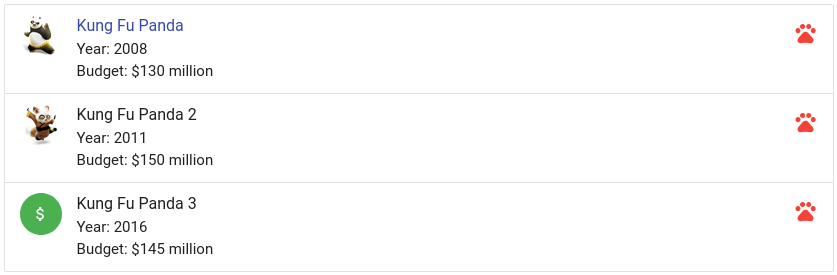 Kung Fu Panda
Year: 2008
Budget: $130 million
Kung Fu Panda 2
Year: 2011
Budget: $150 million
$
Kung Fu Panda 3
Year: 2016
Budget: $145 million